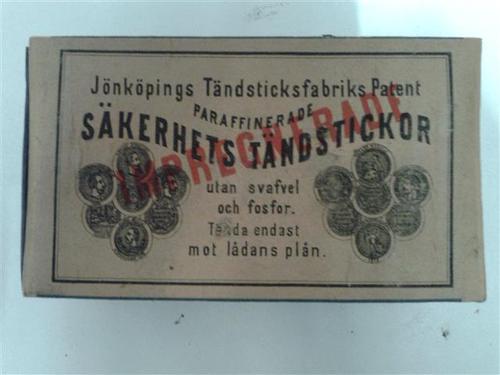 Jönköpings Tändsticksfabriks Patent
PARAFFINERADE
SÄKERHETS TÄNDSTICKOR
IMPREGNERADE
utan svafvel
och fosfor.
Tända endast
mot lådans plån.